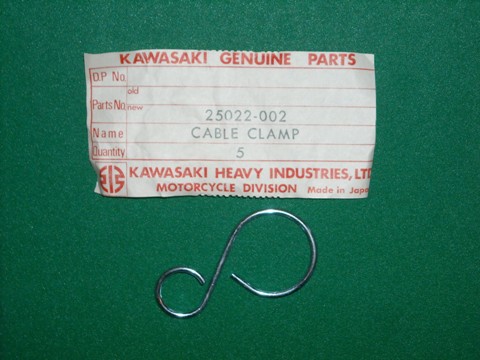 KAWASAKI GENUINE PARTS
O.P No.
old
Parts No. new 25022-002
Name CABLE CLAMP
Quantity 5
KAWASAKI HEAVY INDUSTRIES, LTD
MOTORCYCLE DIVISION Made in Japan